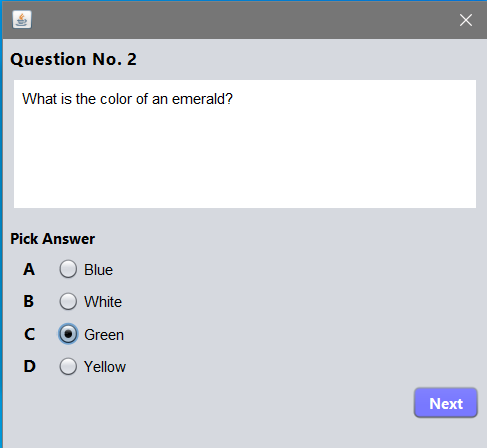 Question No. 2
What is the color of an emerald?
Pick Answer
A Blue
B White
C Green
D Yellow
Next